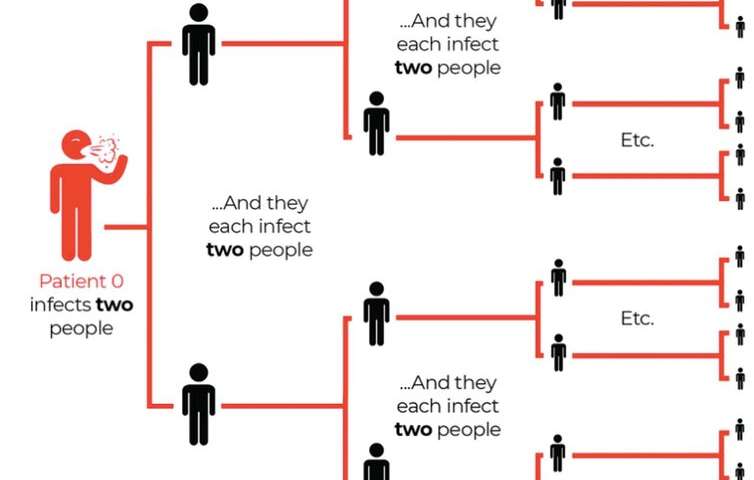 ...And they
each infect
two people
Etc.
...And they
each infect
two people
Patient 0
infects two
people
Etc.
...And they
each infect
two people